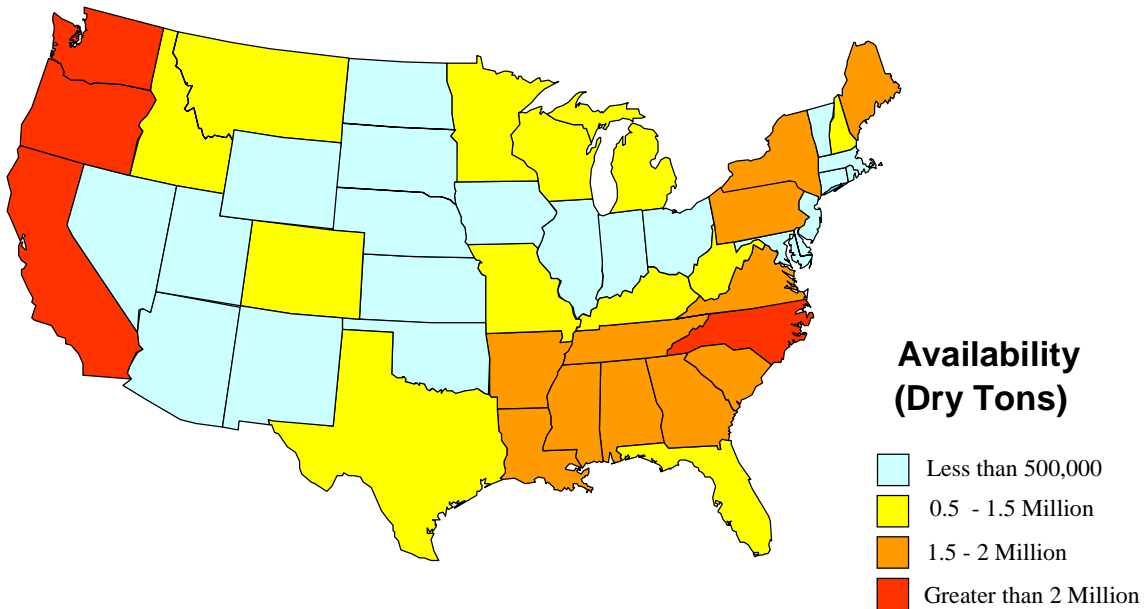 Availability
(Dry Tons)
Less than 500,000
0.5 - 1.5 Million
1.5 - 2 Million
Greater than 2 Million